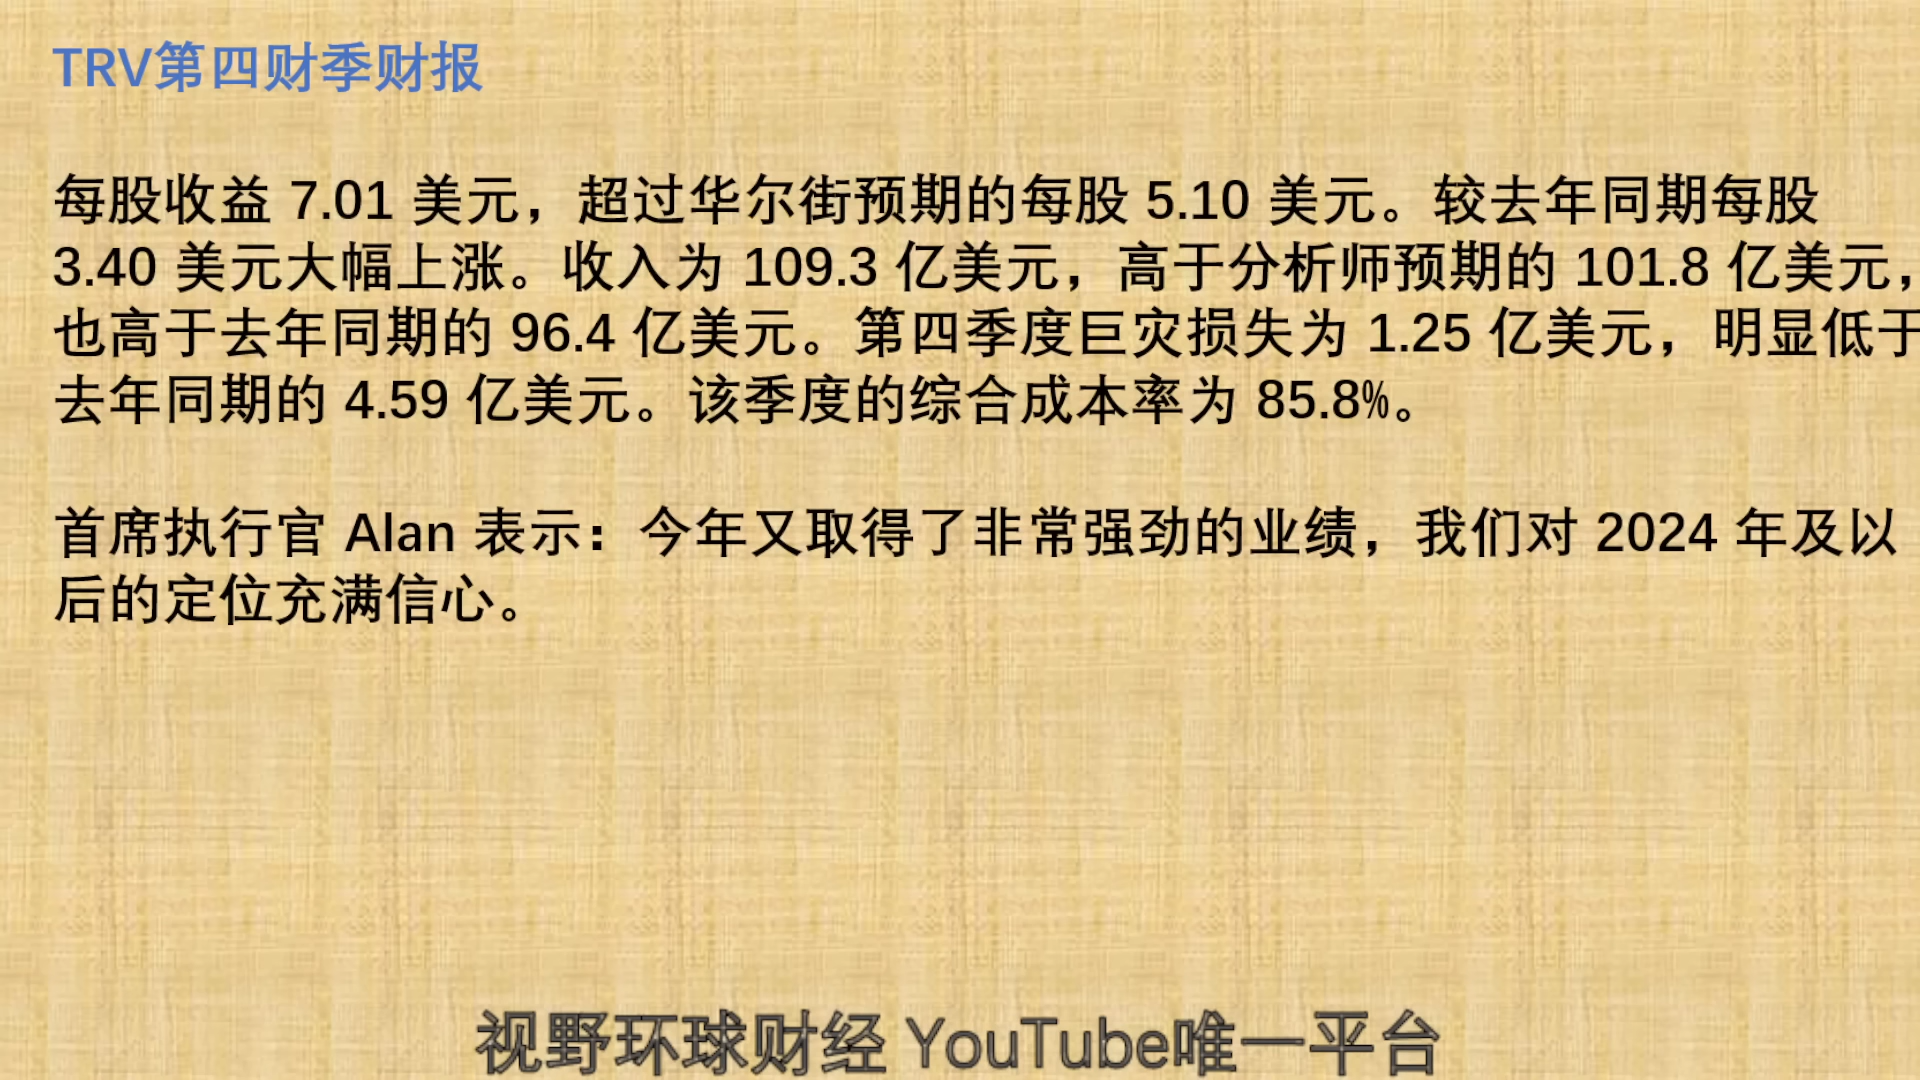 TRV第四财季财报
每股收益 7.01 美元，超过华尔街预期的每股 5.10 美元。较去年同期每股
3.40 美元大幅上涨。收入为 109.3 亿美元，高于分析师预期的 101.8 亿美元，
也高于去年同期的 96.4 亿美元。第四季度巨灾损失为 1.25 亿美元，明显低于
去年同期的 4.59 亿美元。该季度的综合成本率为 85.8%。
首席执行官 Alan 表示：今年又取得了非常强劲的业绩，我们对 2024 年及以
后的定位充满信心。
视野环球财经 YouTube唯一平台